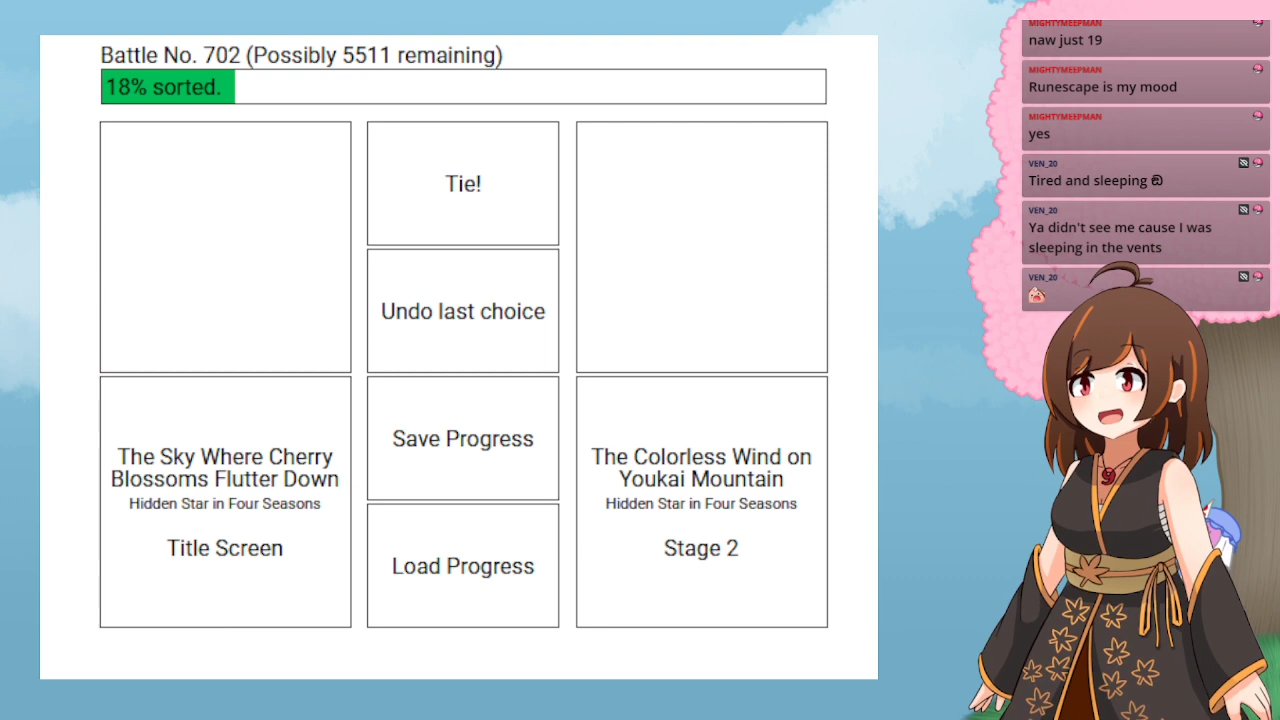 Battle No. 702 (Possibly 5511 remaining)
18% sorted.
Tie!
Undo last choice
Save Progress
Load Progress
The Sky Where Cherry
Blossoms Flutter Down
Hidden Star in Four Seasons
Title Screen
The Colorless Wind on
Youkai Mountain
Hidden Star in Four Seasons
Stage 2
MIGHTYMEEPMAN
naw just 19
MIGHTYMEEPMAN
Runescape is my mood
MIGHTYMEEPMAN
yes
VEN_20
Tired and sleeping
VEN_20
Ya didn't see me cause I was
sleeping in the vents
VEN_20